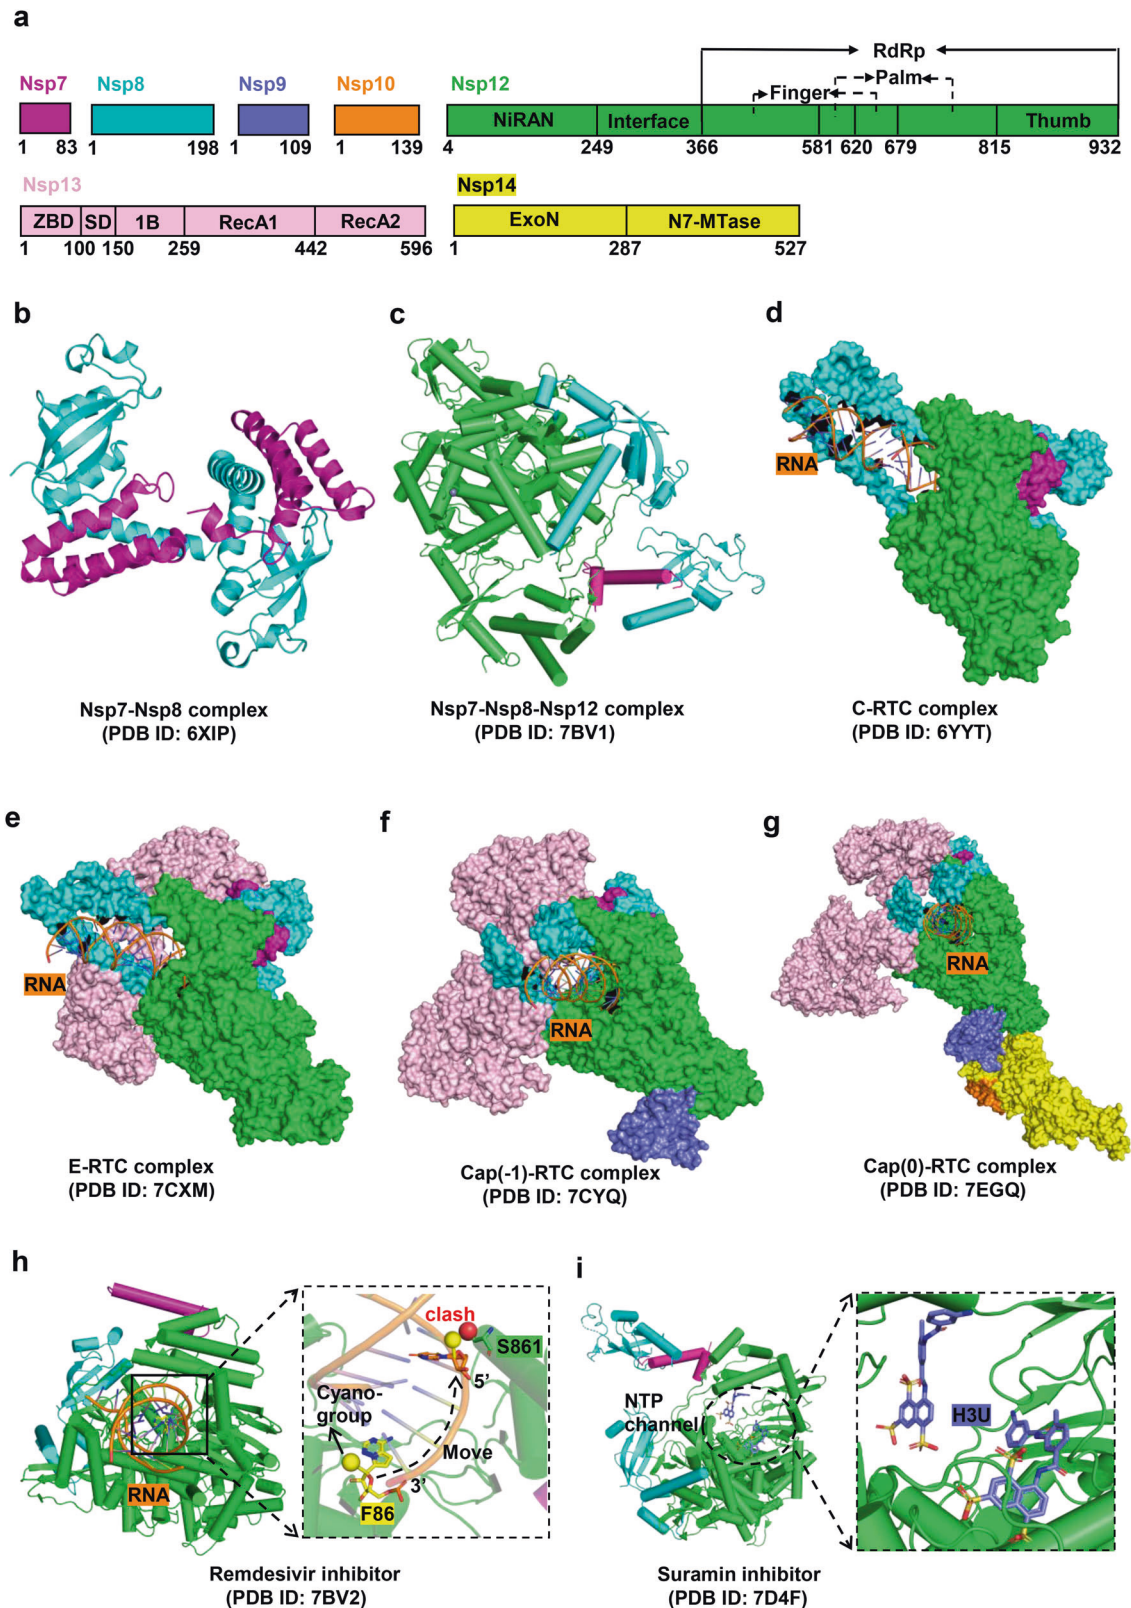 a
RdRp
Palm
Finger
Nsp7 Nsp8 Nsp9 Nsp10 Nsp12
NiRAN Interface Thumb
1 83 1 198 1 109 1 139 4 249 366 581 620 679 815 932
Nsp13 Nsp14
ZBD SD 1B RecA1 RecA2 ExoN N7-MTase
1 100 150 259 442 596 1 287 527
b c d
RNA
Nsp7-Nsp8 complex
(PDB ID: 6XIP)
Nsp7-Nsp8-Nsp12 complex
(PDB ID: 7BV1)
C-RTC complex
(PDB ID: 6YYT)
e f g
RNA
RNA
RNA
E-RTC complex
(PDB ID: 7CXM)
Cap(-1)-RTC complex
(PDB ID: 7CYQ)
Cap(0)-RTC complex
(PDB ID: 7EGQ)
h
RNA
clash
S861
5’
Cyano-
group
Move
3’
F86
Remdesivir inhibitor
(PDB ID: 7BV2)
i
NTP
channel
H3U
Suramin inhibitor
(PDB ID: 7D4F)